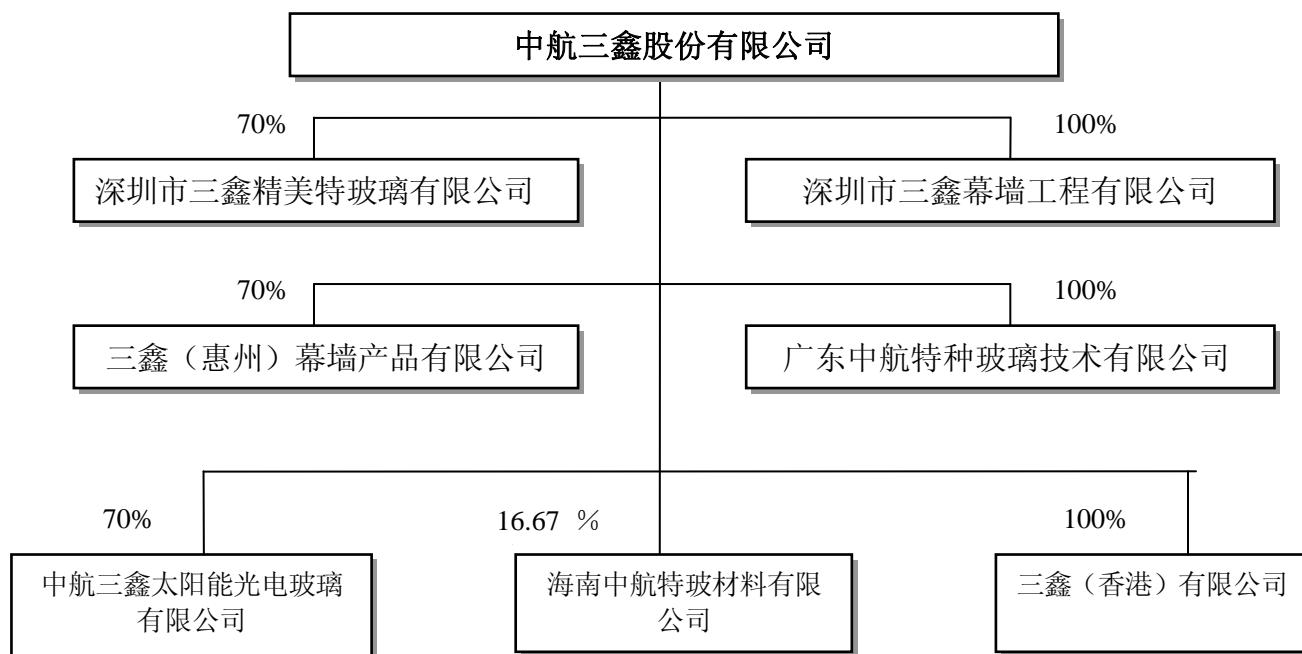 中航三鑫股份有限公司
70%
100%
深圳市三鑫精美特玻璃有限公司
深圳市三鑫幕墙工程有限公司
70%
100%
三鑫（惠州）幕墙产品有限公司
广东中航特种玻璃技术有限公司
70%
16.67 %
100%
中航三鑫太阳能光电玻璃
有限公司
海南中航特玻材料有限
公司
三鑫（香港）有限公司